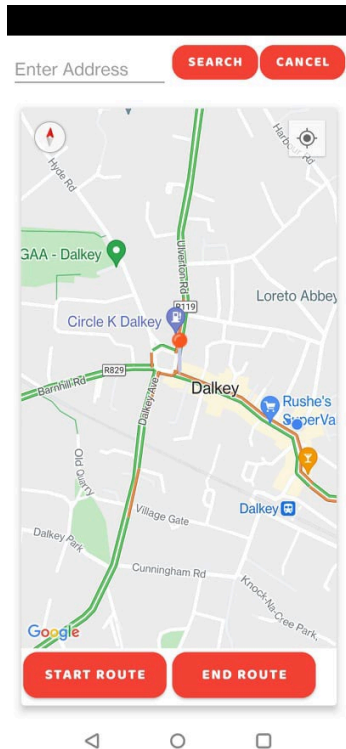 Enter Address
SEARCH
CANCEL
Hyde Rd
Harbour Rd
GAA - Dalkey
Ulverton Rd
R119
Loreto Abbey
Circle K Dalkey
R829
Barnhill Rd
Dalkey Ave
Dalkey
Rushe's
SuperVa
Old Quarry
Village Gate
Dalkey
Dalkey Park
Cunningham Rd
Knock-Na-Cree Park
Google
START ROUTE
END ROUTE